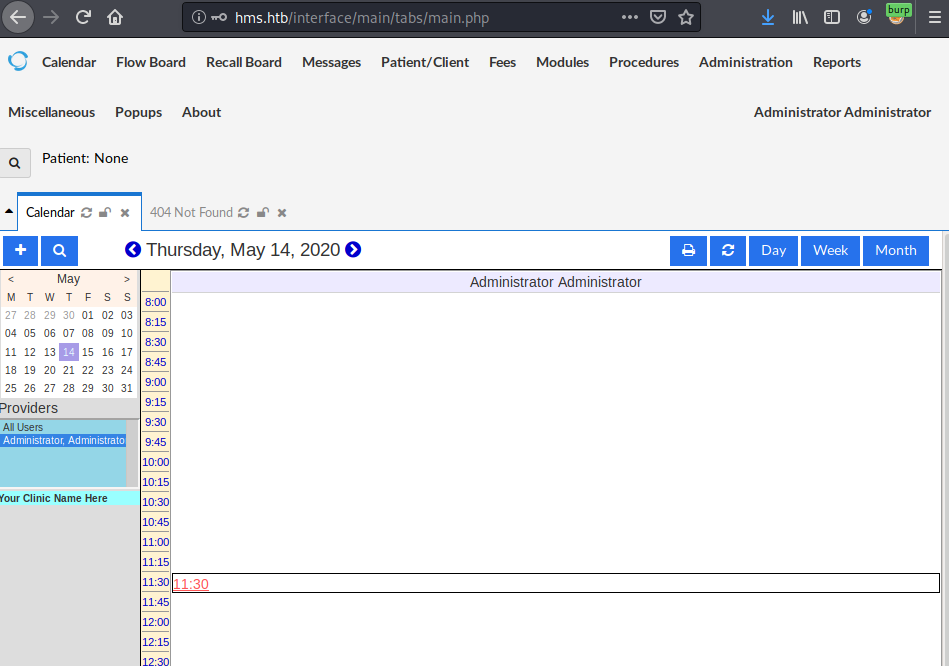 hms.htb/interface/main/tabs/main.php
burp
Calendar Flow Board Recall Board Messages Patient/Client Fees Modules Procedures Administration Reports
Miscellaneous Popups About Administrator Administrator
Patient: None
Calendar 404 Not Found
Thursday, May 14, 2020 Day Week Month
< May >
M T W T F S S
27 28 29 30 01 02 03
04 05 06 07 08 09 10
11 12 13 14 15 16 17
18 19 20 21 22 23 24
25 26 27 28 29 30 31
Providers
All Users
Administrator, Administrator
Your Clinic Name Here
Administrator Administrator
8:00
8:15
8:30
8:45
9:00
9:15
9:30
9:45
10:00
10:15
10:30
10:45
11:00
11:15
11:30 11:30
11:45
12:00
12:15
12:30